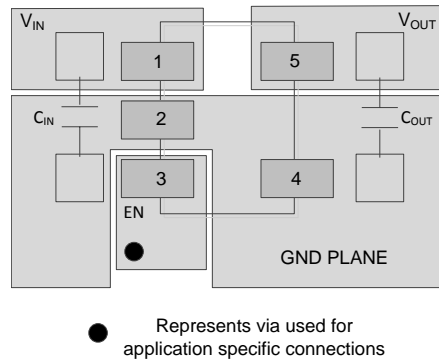 VIN
VOUT
1
5
CIN
2
COUT
3
4
EN
GND PLANE
Represents via used for
application specific connections